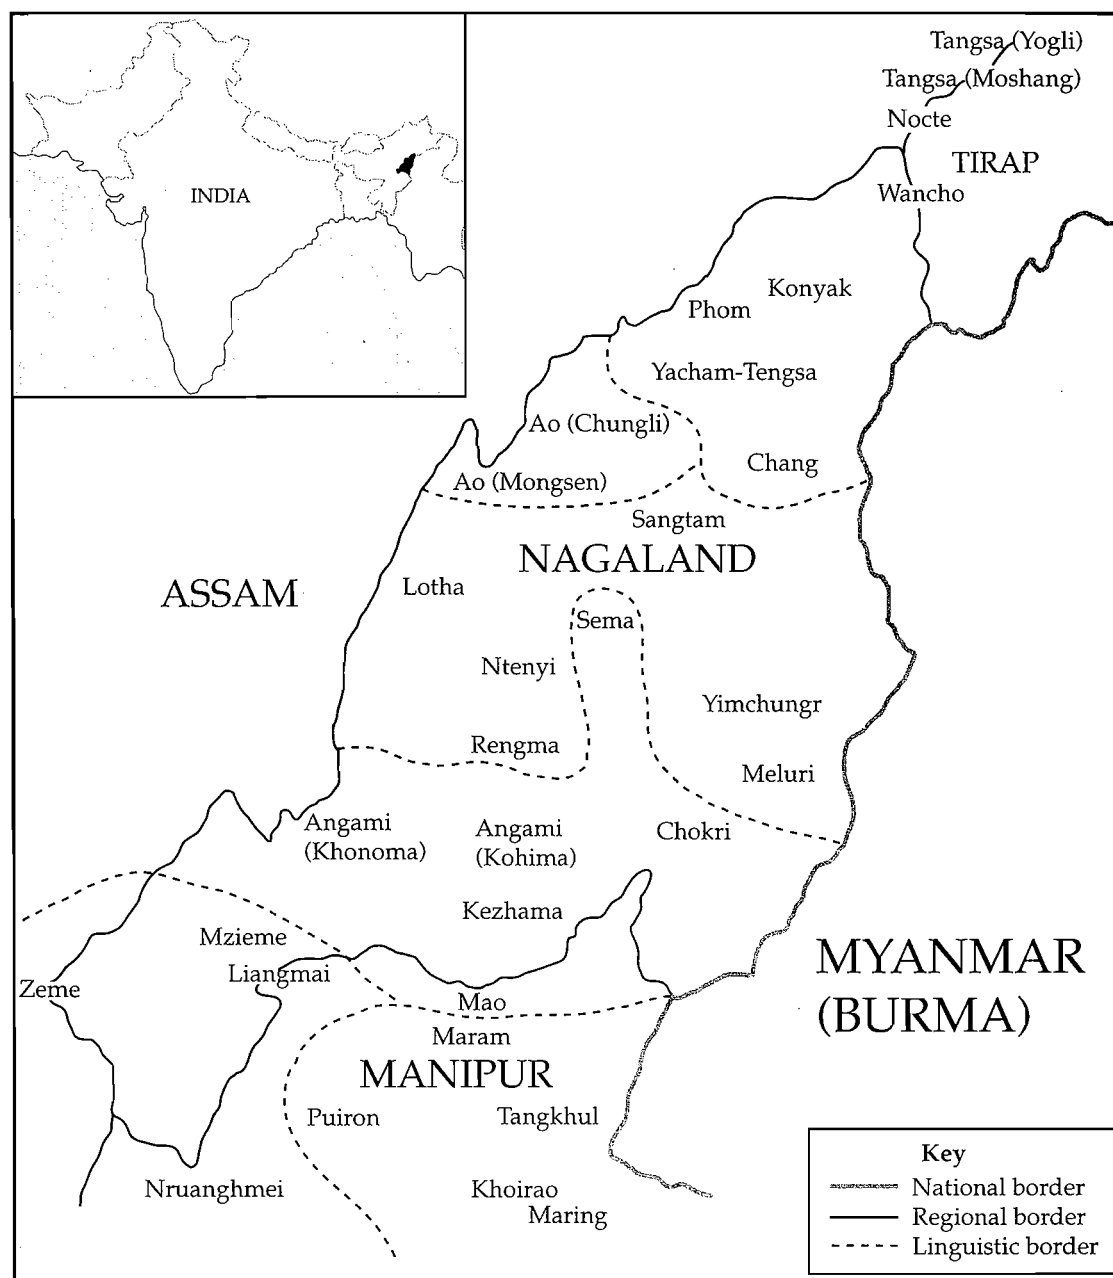 Tangsa (Yogli)
Tangsa (Moshang)
Nocte
TIRAP
INDIA
Wancho
Konyak
Phom
Yacham-Tengsa
Ao (Chungli)
Chang
Ao (Mongsen)
Sangtam
NAGALAND
ASSAM
Lotha
Sema
Ntenyi
Yimchungr
Rengma
Meluri
Angami
(Khonoma)
Angami
(Kohima)
Chokri
Kezhama
Mzieme
Liangmai
Zeme
MYANMAR
(BURMA)
Mao
Maram
MANIPUR
Puiron
Tangkhul
Nruanghmei
Khoirao
Maring
Key
National border
Regional border
Linguistic border